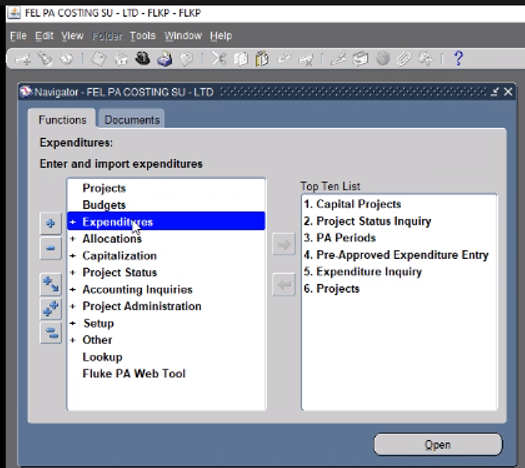 FEL PA COSTING SU - LTD - FLKP - FLKP
File Edit View Folder Tools Window Help
?
Navigator - FEL PA COSTING SU - LTD
Functions Documents
Expenditures:
Enter and import expenditures
Projects
Budgets
+ Expenditures
+ Allocations
+ Capitalization
+ Project Status
+ Accounting Inquiries
+ Project Administration
+ Setup
+ Other
Lookup
Fluke PA Web Tool
Top Ten List
1. Capital Projects
2. Project Status Inquiry
3. PA Periods
4. Pre-Approved Expenditure Entry
5. Expenditure Inquiry
6. Projects
Open